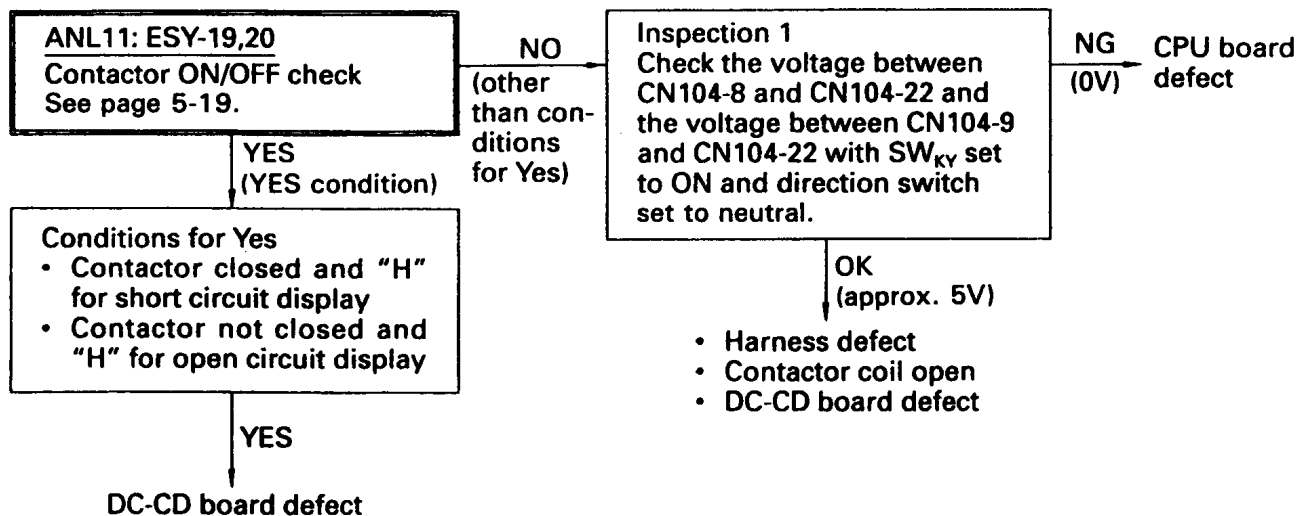 ANL11: ESY-19,20
Contactor ON/OFF check
See page 5-19.
NO
(other
than con-
ditions
for Yes)
Inspection 1
Check the voltage between
CN104-8 and CN104-22 and
the voltage between CN104-9
and CN104-22 with SWKY set
to ON and direction switch
set to neutral.
NG
(0V)
CPU board
defect
YES
(YES condition)
Conditions for Yes
• Contactor closed and "H"
for short circuit display
• Contactor not closed and
"H" for open circuit display
OK
(approx. 5V)
• Harness defect
• Contactor coil open
• DC-CD board defect
YES
DC-CD board defect